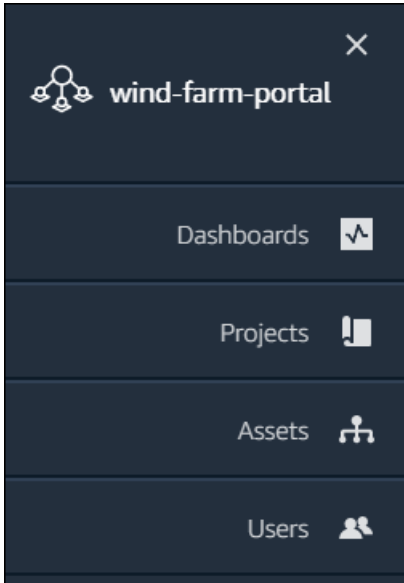 wind-farm-portal
Dashboards
Projects
Assets
Users